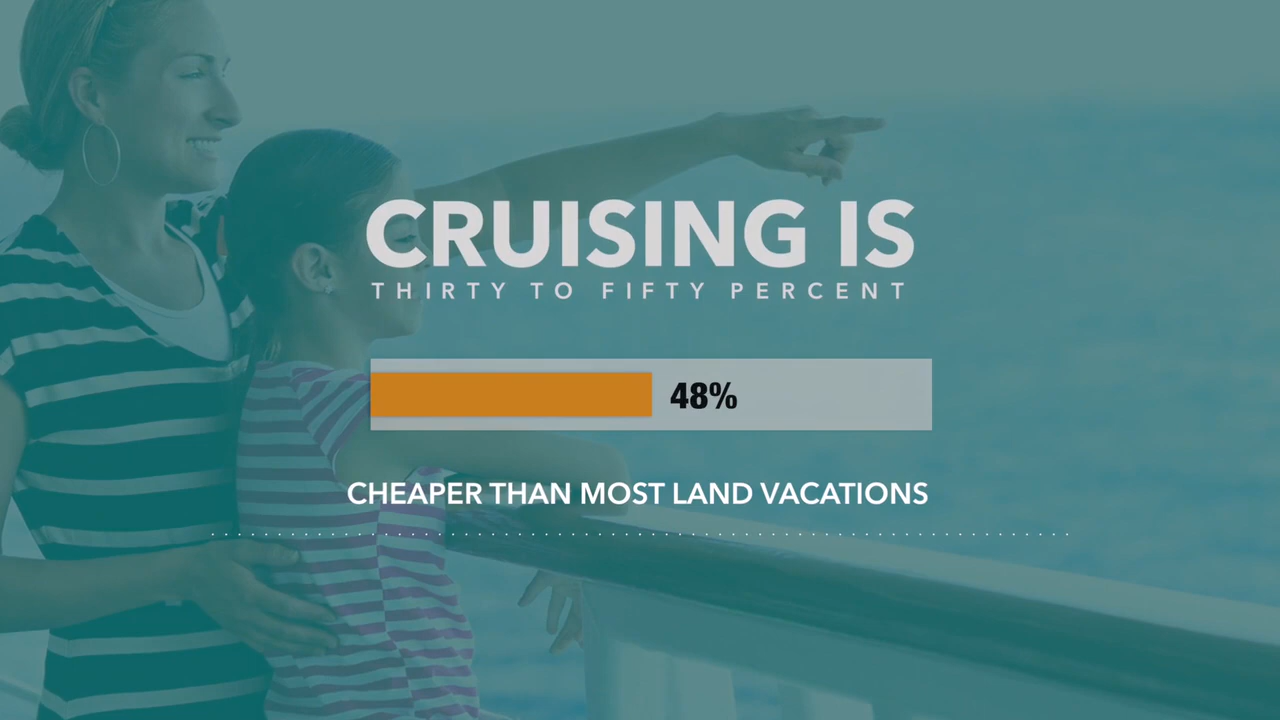 CRUISING IS
THIRTY TO FIFTY PERCENT
48%
CHEAPER THAN MOST LAND VACATIONS